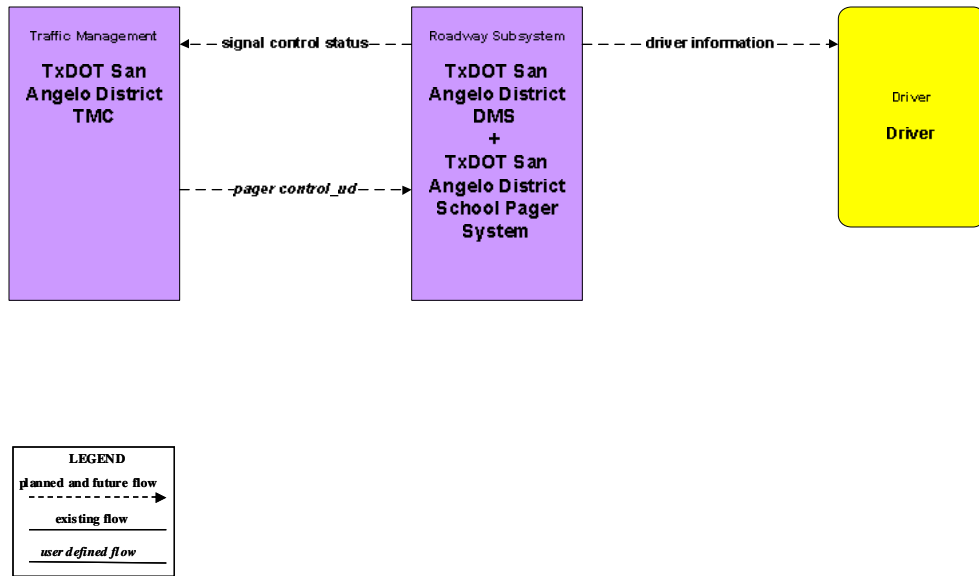 Traffic Management
TxDOT San
Angelo District
TMC
signal control status
pager control_ud
Roadway Subsystem
TxDOT San
Angelo District
DMS
+
TxDOT San
Angelo District
School Pager
System
driver information
Driver
Driver
LEGEND
planned and future flow
existing flow
user defined flow